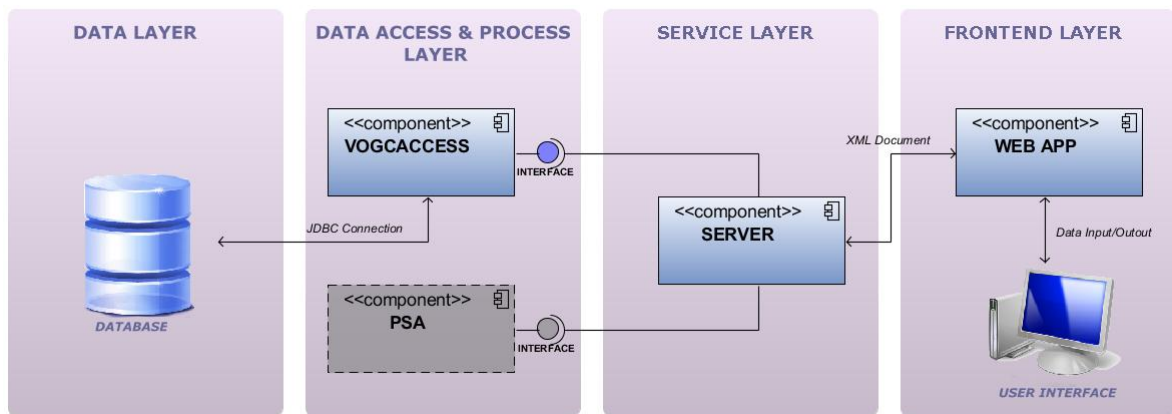 DATA LAYER
DATABASE
DATA ACCESS & PROCESS
LAYER
<<component>>
VOGCACCESS
INTERFACE
JDBC Connection
<<component>>
PSA
INTERFACE
SERVICE LAYER
<<component>>
SERVER
XML Document
FRONTEND LAYER
<<component>>
WEB APP
Data Input/Outout
USER INTERFACE